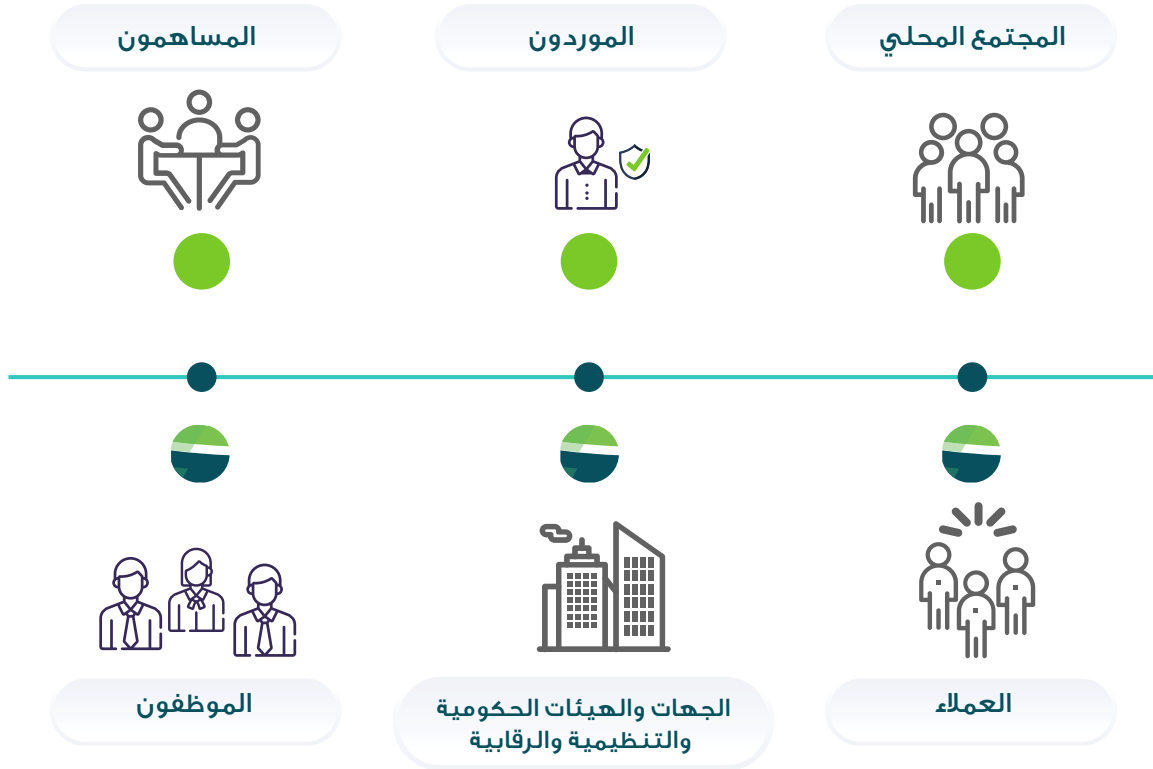 المجتمع المحلي
الموردون
المساهمون
العملاء
الجهات والهيئات الحكومية
والتنظيمية والرقابية
الموظفون